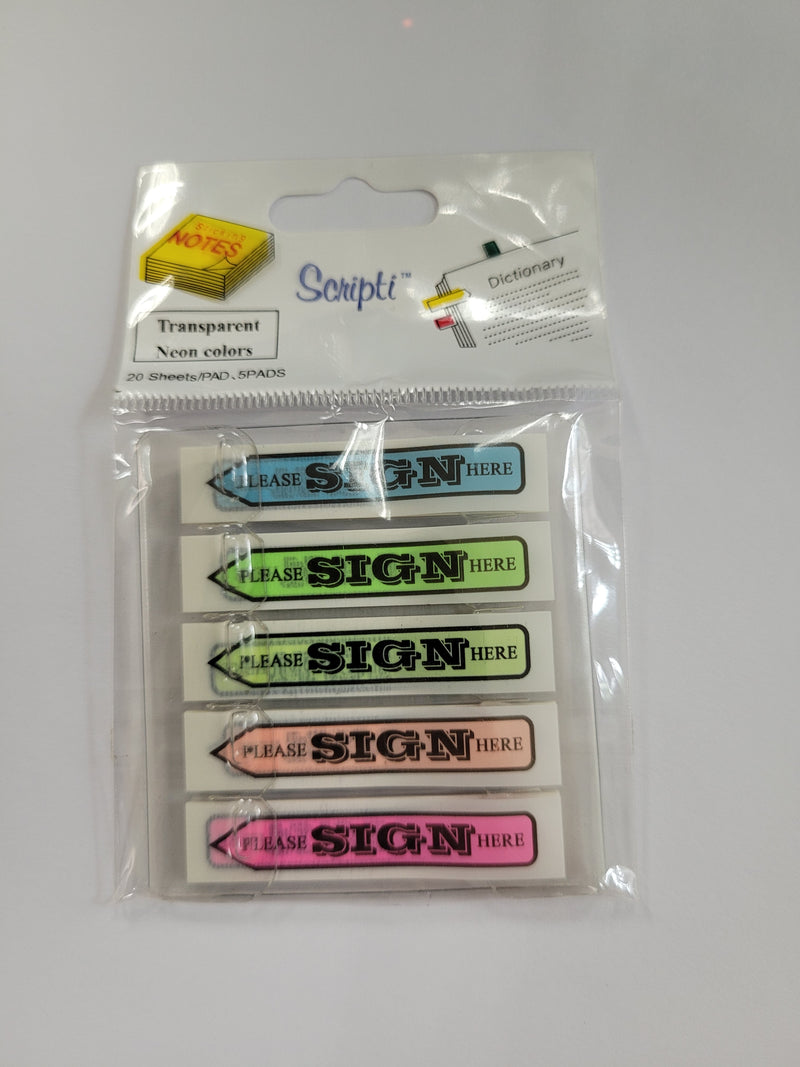 Sticking
NOTES
Scripti™
Dictionary
Transparent
Neon colors
20 Sheets/PAD、5PADS
PLEASE SIGN HERE
PLEASE SIGN HERE
PLEASE SIGN HERE
PLEASE SIGN HERE
PLEASE SIGN HERE